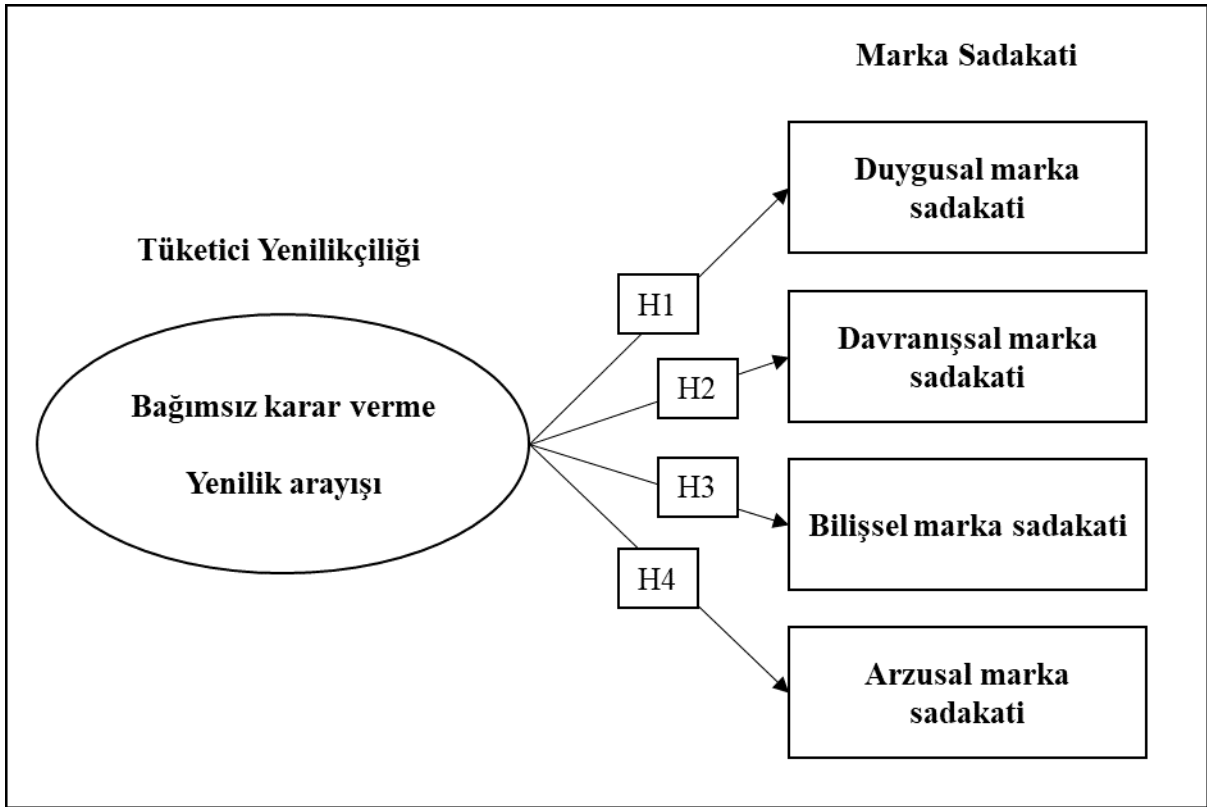 Marka Sadakati
Tüketici Yenilikçiliği
Bağımsız karar verme
Yenilik arayışı
H1
H2
H3
H4
Duygusal marka
sadakati
Davranışsal marka
sadakati
Bilişsel marka sadakati
Arzusal marka
sadakati